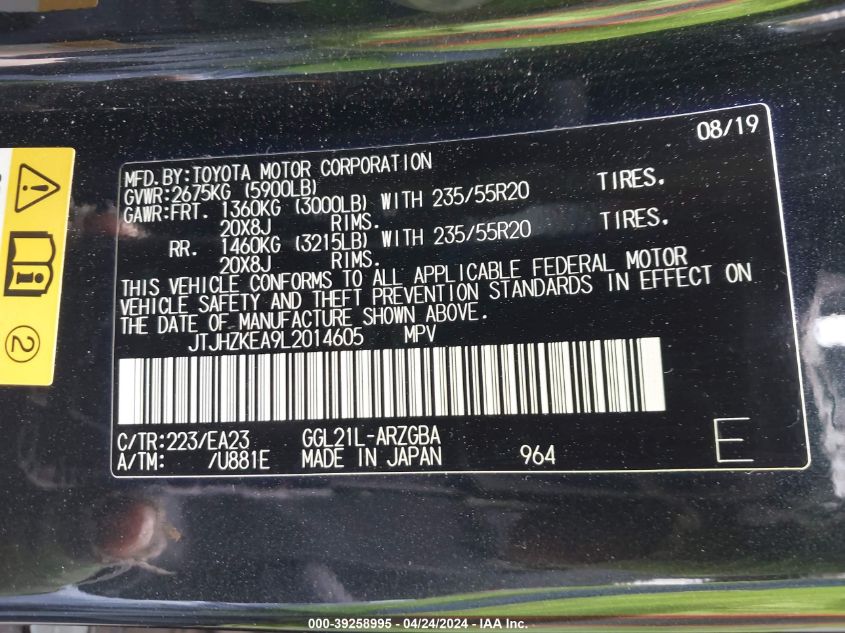 08/19
MFD. BY:TOYOTA MOTOR CORPORATION
GVWR:2675KG (5900LB)
GAWR:FRT. 1360KG (3000LB) WITH 235/55R20 TIRES.
20X8J RIMS.
RR. 1460KG (3215LB) WITH 235/55R20 TIRES.
20X8J RIMS.
THIS VEHICLE CONFORMS TO ALL APPLICABLE FEDERAL MOTOR
VEHICLE SAFETY AND THEFT PREVENTION STANDARDS IN EFFECT ON
THE DATE OF MANUFACTURE SHOWN ABOVE.
JTJHZKEA9L2014605 MPV
C/TR:223/EA23 GGL21L-ARZGBA
A/TM: /U881E MADE IN JAPAN 964 E
2
000-39258995 - 04/24/2024 - IAA Inc.